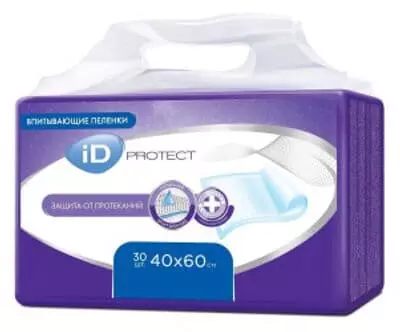 ВПИТЫВАЮЩИЕ ПЕЛЕНКИ
iD PROTECT
ЗАЩИТА ОТ ПРОТЕКАНИЙ
30 ШТ. 40x60 СМ